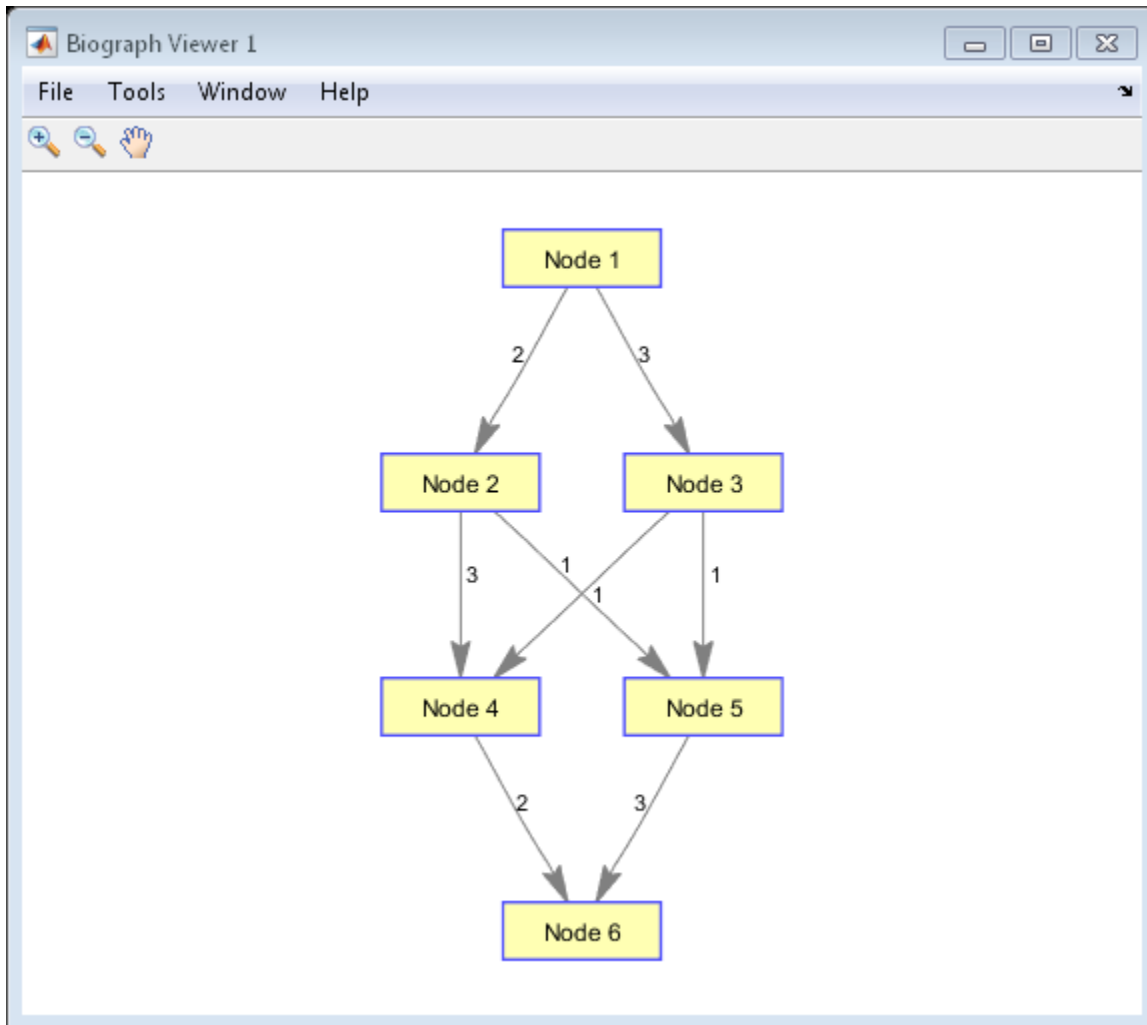 Biograph Viewer 1
File Tools Window Help
Node 1
2 3
Node 2 Node 3
1
3 1
1
Node 4 Node 5
2 3
Node 6